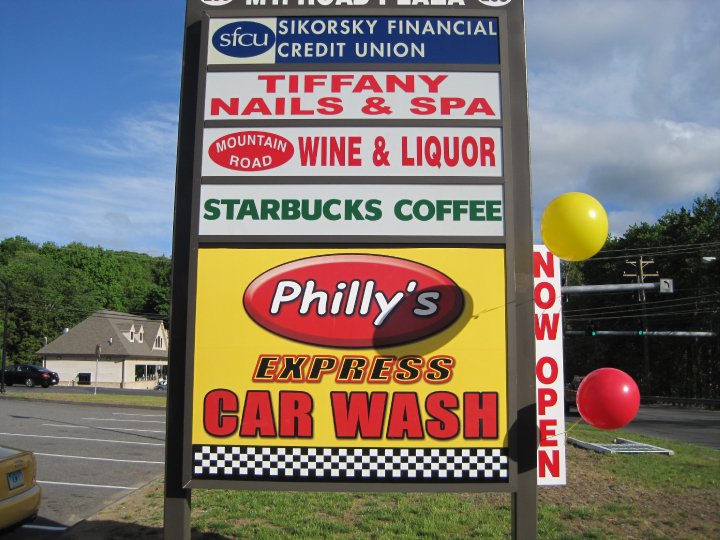 PLAZA
sfcu
SIKORSKY FINANCIAL
CREDIT UNION
TIFFANY
NAILS & SPA
MOUNTAIN
ROAD
WINE & LIQUOR
STARBUCKS COFFEE
Philly's
EXPRESS
CAR WASH
NOW OPEN